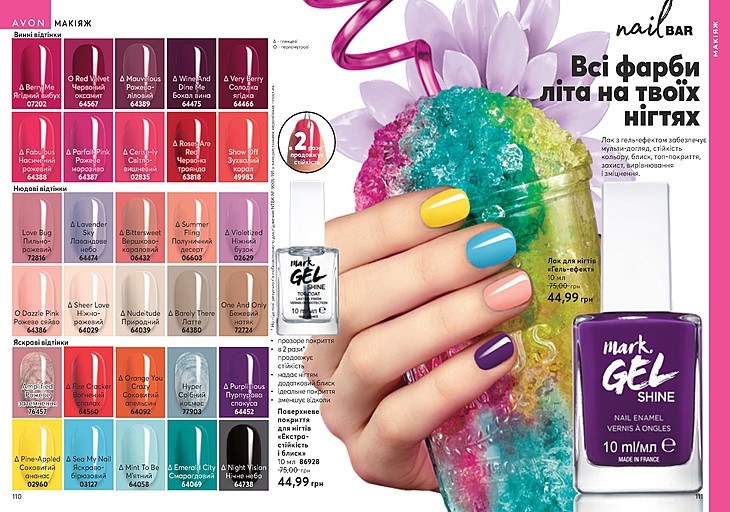 AVON МАКІЯЖ
Винні відтінки
Δ - глянцеві
О - перламутрові
Δ Berry Me
Ягідний вибух
07202
О Red Velvet
Червоний
оксамит
64567
Δ Mauvulous
Рожево-
ліловий
64389
Δ Wine And
Dine Me
Бокал вина
64475
Δ Very Berry
Солодка
ягідка
64466
Δ Fabulous
Насичений
рожевий
64388
Δ Parfait Pink
Рожеве
морозиво
64387
Δ Cerise-ly
Світло-
вишневий
02835
Δ Roses Are
Red
Червона
троянда
63818
Show Off
Зухвалий
корал
49983
Нюдові відтінки
Love Bug
Пильно-
рожевий
72816
Δ Lavender
Sky
Лавандове
небо
64474
Δ Bittersweet
Вершково-
кораловий
06432
Δ Summer
Fling
Полуничний
десерт
06603
Δ Violetized
Ніжний
бузок
02629
О Dazzle Pink
Рожеве сяйво
64386
Δ Sheer Love
Ніжно-
рожевий
64029
Δ Nudeitude
Природний
64039
Δ Barely There
Латте
64380
One And Only
Бежевий
натяк
72724
Яскраві відтінки
Amplified
Рожеве
затемнення
76457
Δ Fire Cracker
Вогняний
спалах
64560
Δ Orange You
Crazy
Соковитий
апельсин
64092
Hyper
Срібний
космос
77903
Δ Purplicious
Пурпурова
спокуса
64452
Δ Pine-Appled
Соковитий
ананас
02960
Δ Sea My Nail
Яскраво-
бірюзовий
03127
Δ Mint To Be
М'ятний
64058
Δ Emerald City
Смарагдовий
64069
Δ Night Vision
Нічне небо
64738
110
в 2 рази
продовжує
стійкість
mark.
GEL
SHINE
TOP COAT
10 ml/мл
• прозоре покриття
в 2 рази*
продовжує
стійкість
• надає нігтям
додатковий блиск
• ідеальне покриття
• зменшує відколи
Поверхневе
покриття
для нігтів
«Екстра-
стійкість
і блиск»
10 мл 86928
75,00 грн
44,99 грн
nail BAR
МАКІЯЖ
Всі фарби
літа на твоїх
нігтях
Лак з гель-ефектом забезпечує
мульти-догляд, стійкість
кольору, блиск, топ-покриття,
захист, вирівнювання
і зміцнення.
Лак для нігтів
«Гель-ефект»
10 мл
75,00 грн
44,99 грн
mark.
GEL
SHINE
NAIL ENAMEL
VERNIS À ONGLES
10 ml/мл
MADE IN FRANCE
111